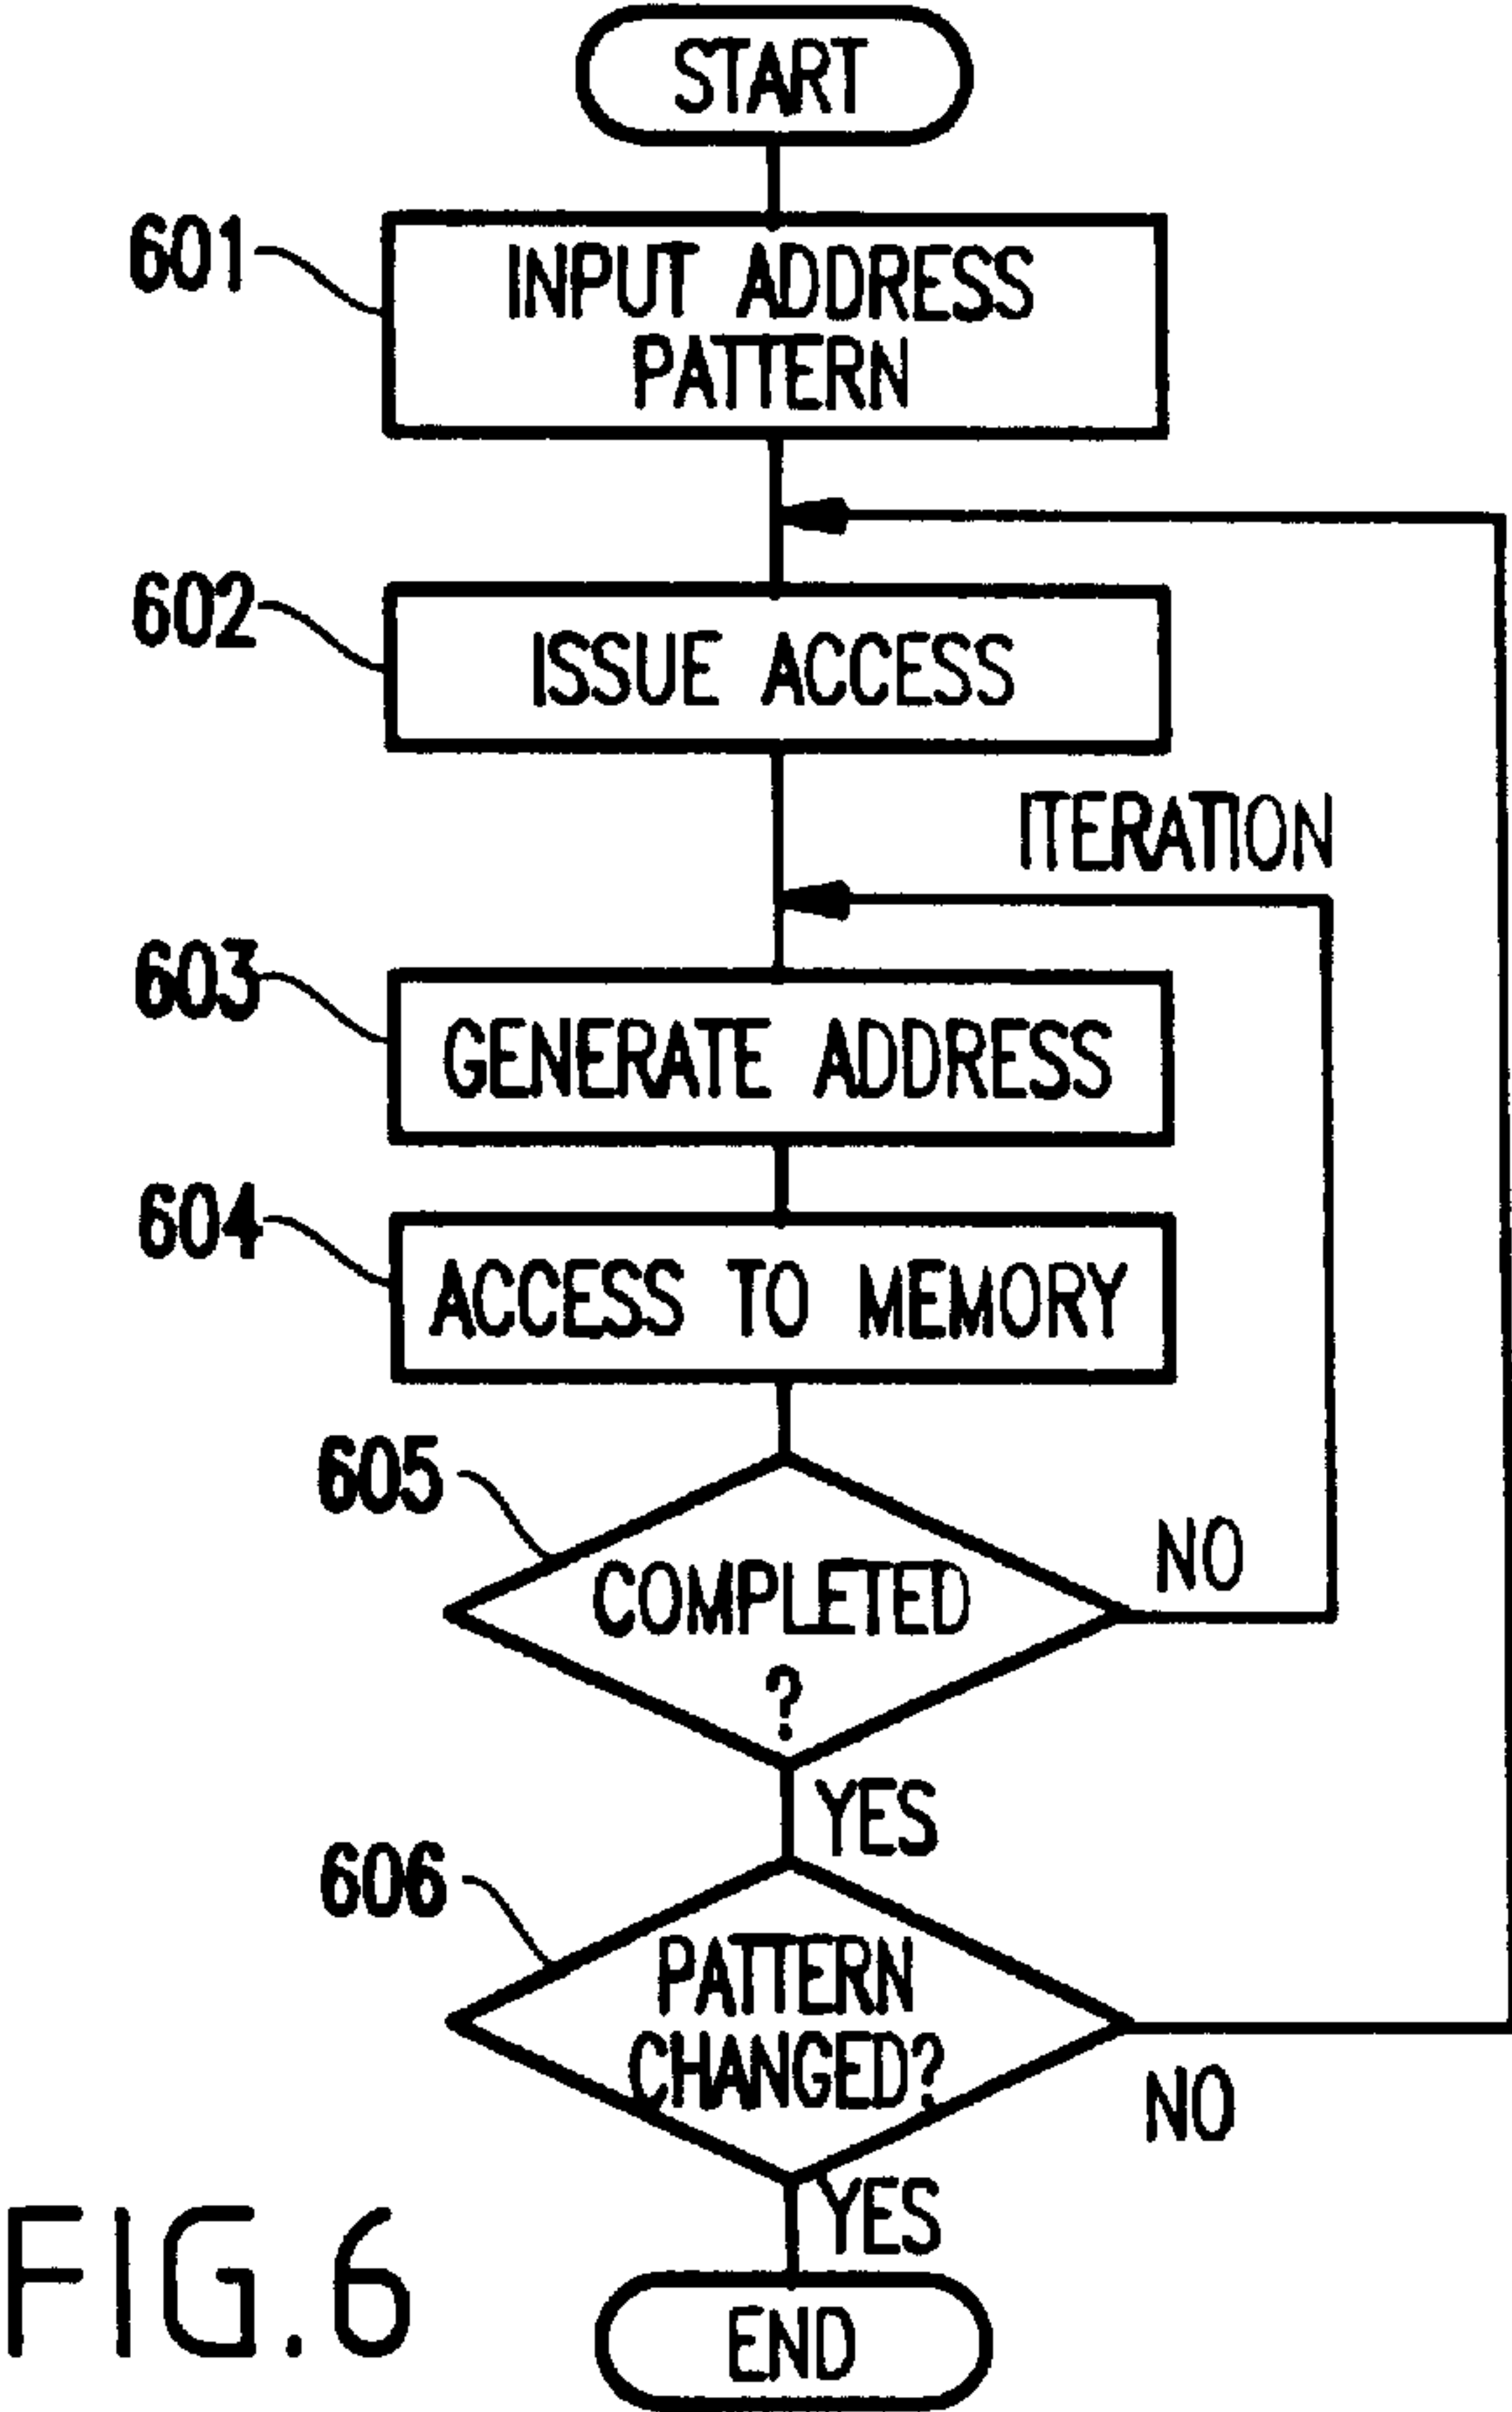 START
601
INPUT ADDRESS
PATTERN
602
ISSUE ACCESS
ITERATION
603
GENERATE ADDRESS
604
ACCESS TO MEMORY
605
NO
COMPLETED
?
YES
606
PATTERN
CHANGED?
NO
YES
FIG.6
END